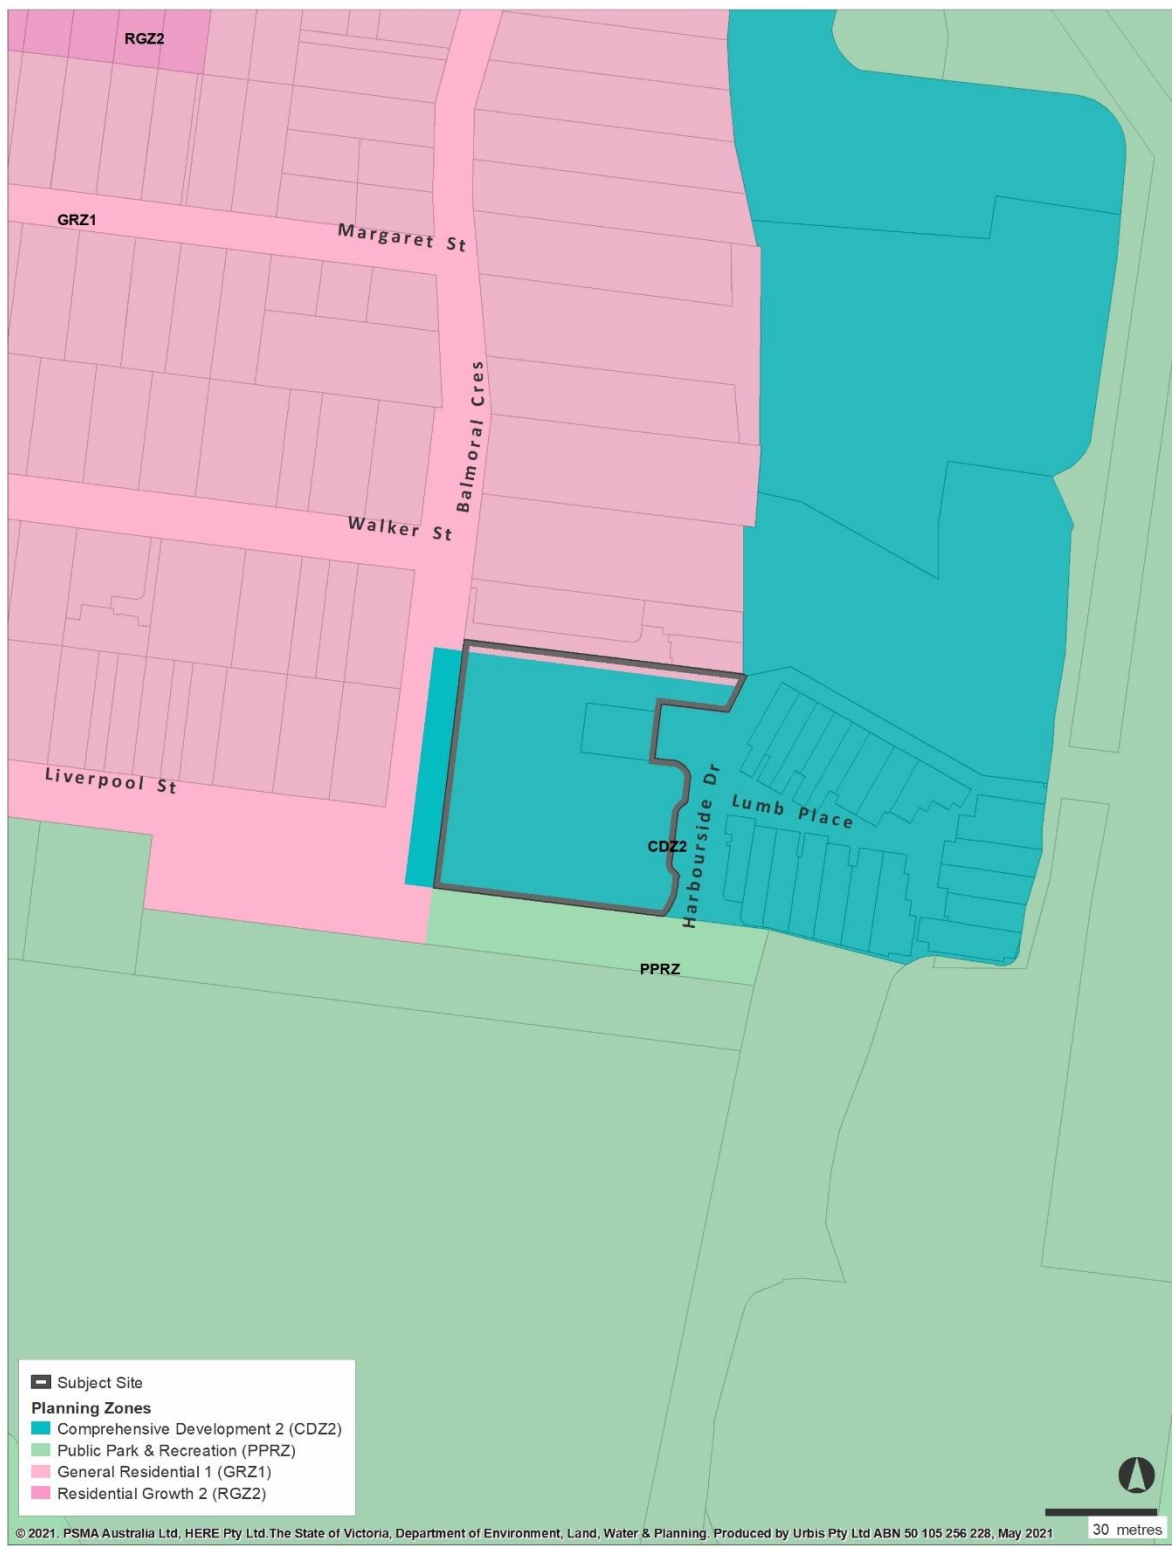 RGZ2
GRZ1
Margaret St
Balmoral Cres
Walker St
Liverpool St
Lumb Place
CDZ2
Harbourside Dr
PPRZ
Subject Site
Planning Zones
Comprehensive Development 2 (CDZ2)
Public Park & Recreation (PPRZ)
General Residential 1 (GRZ1)
Residential Growth 2 (RGZ2)
30 metres
© 2021. PSMA Australia Ltd, HERE Pty Ltd.The State of Victoria, Department of Environment, Land, Water & Planning. Produced by Urbis Pty Ltd ABN 50 105 256 228, May 2021